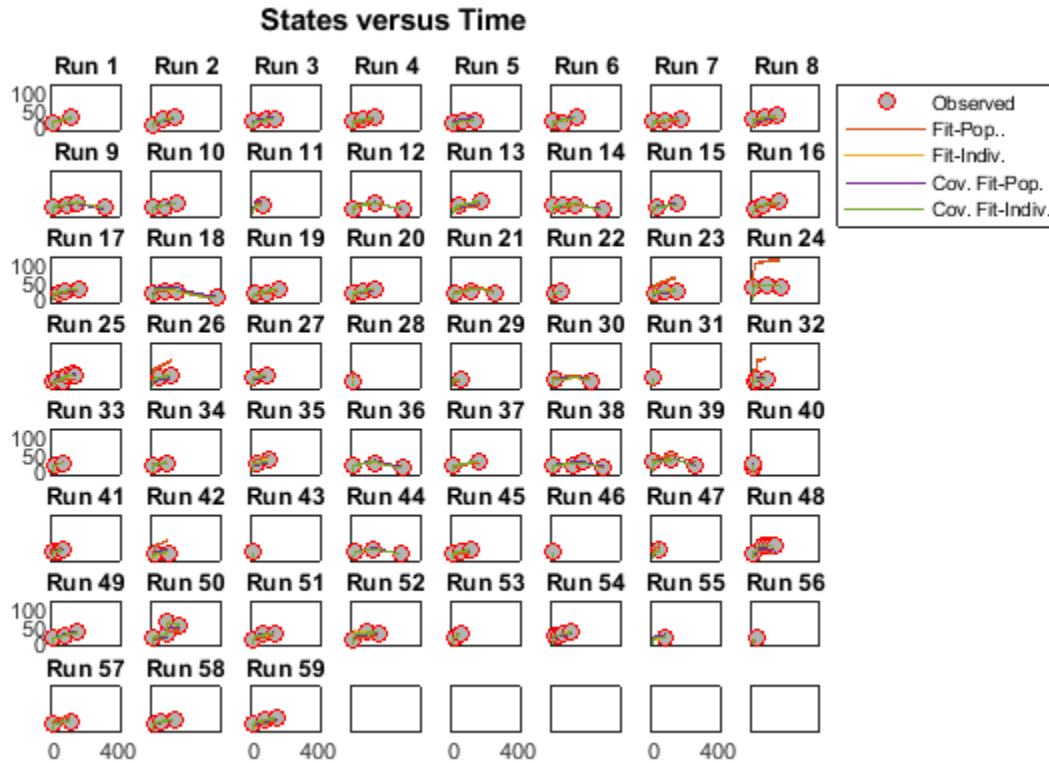 States versus Time
Run 1 Run 2 Run 3 Run 4 Run 5 Run 6 Run 7 Run 8
100
50
0
Observed
Fit-Pop..
Fit-Indiv.
Cov. Fit-Pop.
Cov. Fit-Indiv.
Run 9 Run 10 Run 11 Run 12 Run 13 Run 14 Run 15 Run 16
Run 17 Run 18 Run 19 Run 20 Run 21 Run 22 Run 23 Run 24
100
50
0
Run 25 Run 26 Run 27 Run 28 Run 29 Run 30 Run 31 Run 32
Run 33 Run 34 Run 35 Run 36 Run 37 Run 38 Run 39 Run 40
100
50
0
Run 41 Run 42 Run 43 Run 44 Run 45 Run 46 Run 47 Run 48
Run 49 Run 50 Run 51 Run 52 Run 53 Run 54 Run 55 Run 56
100
50
0
Run 57 Run 58 Run 59
0 400 0 400 0 400 0 400